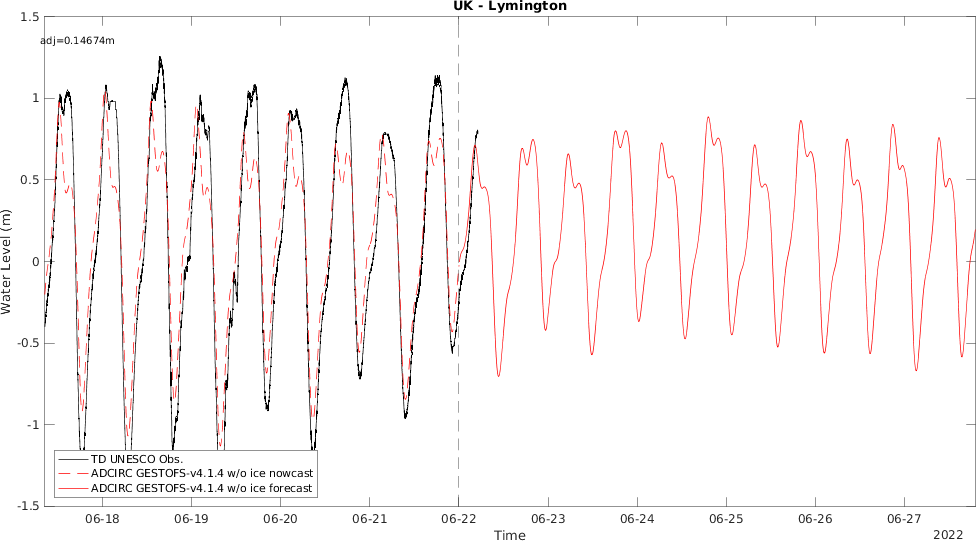 UK - Lymington
adj=0.14674m
1.5
1
0.5
0
-0.5
-1
-1.5
Water Level (m)
TD UNESCO Obs.
ADCIRC GESTOFS-v4.1.4 w/o ice nowcast
ADCIRC GESTOFS-v4.1.4 w/o ice forecast
06-18 06-19 06-20 06-21 06-22 06-23 06-24 06-25 06-26 06-27
Time
2022